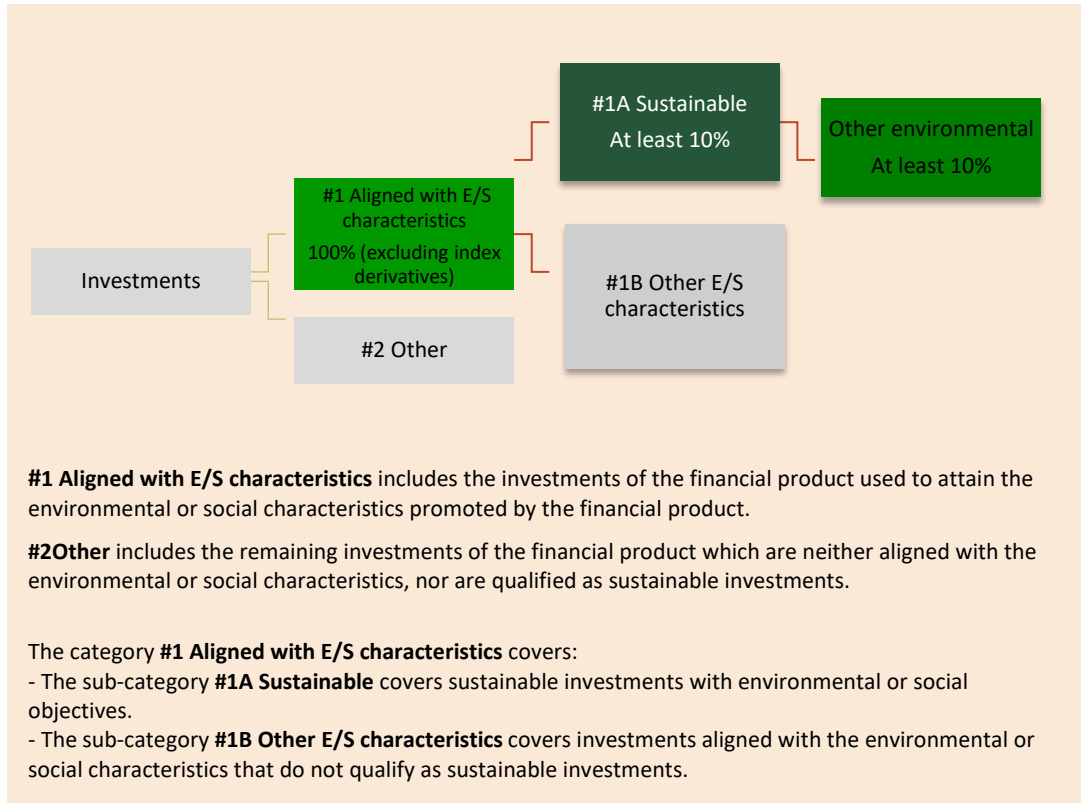 #1A Sustainable
At least 10%
Other environmental
At least 10%
#1 Aligned with E/S
characteristics
100% (excluding index
derivatives)
Investments
#1B Other E/S
characteristics
#2 Other
#1 Aligned with E/S characteristics includes the investments of the financial product used to attain the
environmental or social characteristics promoted by the financial product.
#2Other includes the remaining investments of the financial product which are neither aligned with the
environmental or social characteristics, nor are qualified as sustainable investments.
The category #1 Aligned with E/S characteristics covers:
- The sub-category #1A Sustainable covers sustainable investments with environmental or social
objectives.
- The sub-category #1B Other E/S characteristics covers investments aligned with the environmental or
social characteristics that do not qualify as sustainable investments.